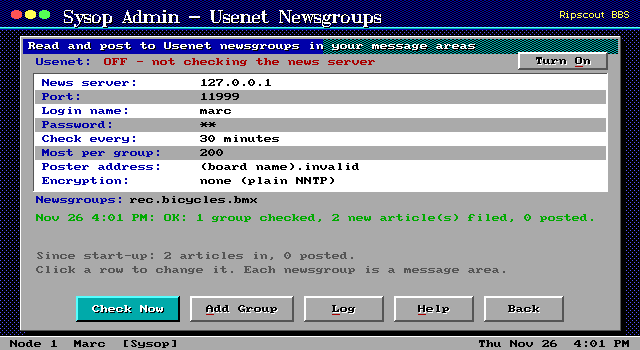 Sysop Admin – Usenet Newsgroups
Ripscout BBS
Read and post to Usenet newsgroups in your message areas
Usenet: OFF - not checking the news server
Turn On
News server: 127.0.0.1
Port: 11999
Login name: marc
Password: **
Check every: 30 minutes
Most per group: 200
Poster address: (board name).invalid
Encryption: none (plain NNTP)
Newsgroups: rec.bicycles.bmx
Nov 26 4:01 PM: OK: 1 group checked, 2 new article(s) filed, 0 posted.
Since start-up: 2 articles in, 0 posted.
Click a row to change it. Each newsgroup is a message area.
Check Now Add Group Log Help Back
Node 1 Marc [Sysop] Thu Nov 26 4:01 PM